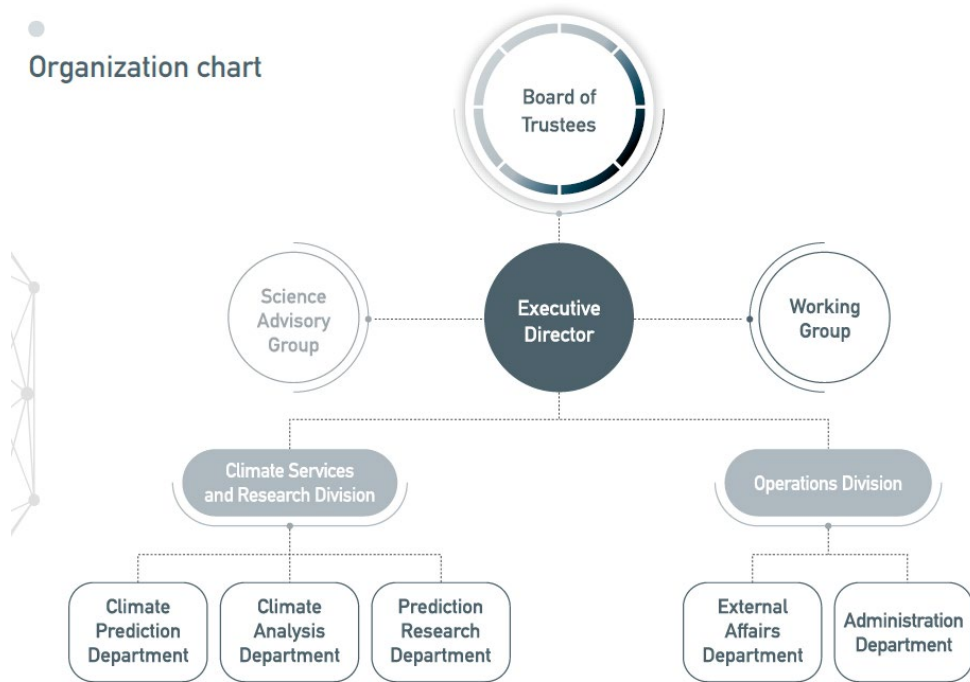 Organization chart
Board of
Trustees
Science
Advisory
Group
Executive
Director
Working
Group
Climate Services
and Research Division
Operations Division
Climate
Prediction
Department
Climate
Analysis
Department
Prediction
Research
Department
External
Affairs
Department
Administration
Department